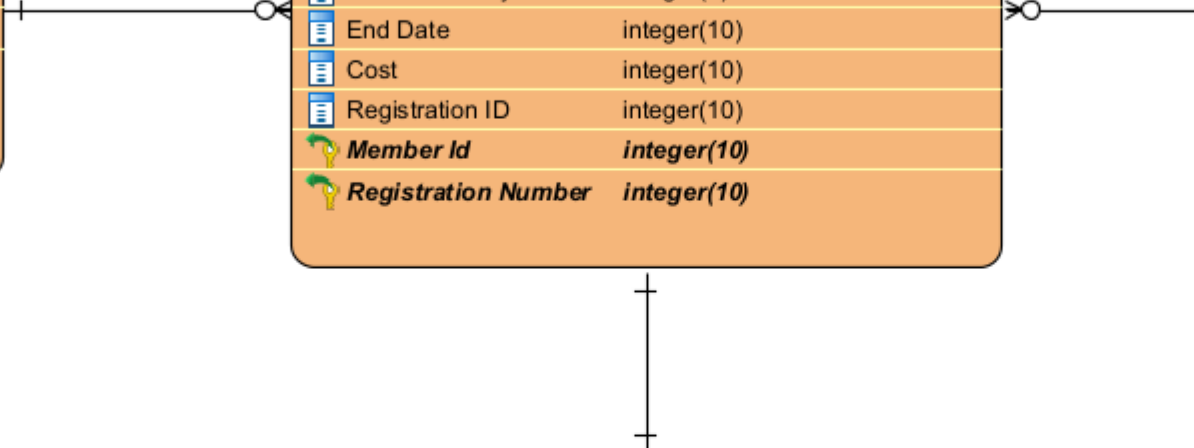 End Date integer(10)
Cost integer(10)
Registration ID integer(10)
Member Id integer(10)
Registration Number integer(10)